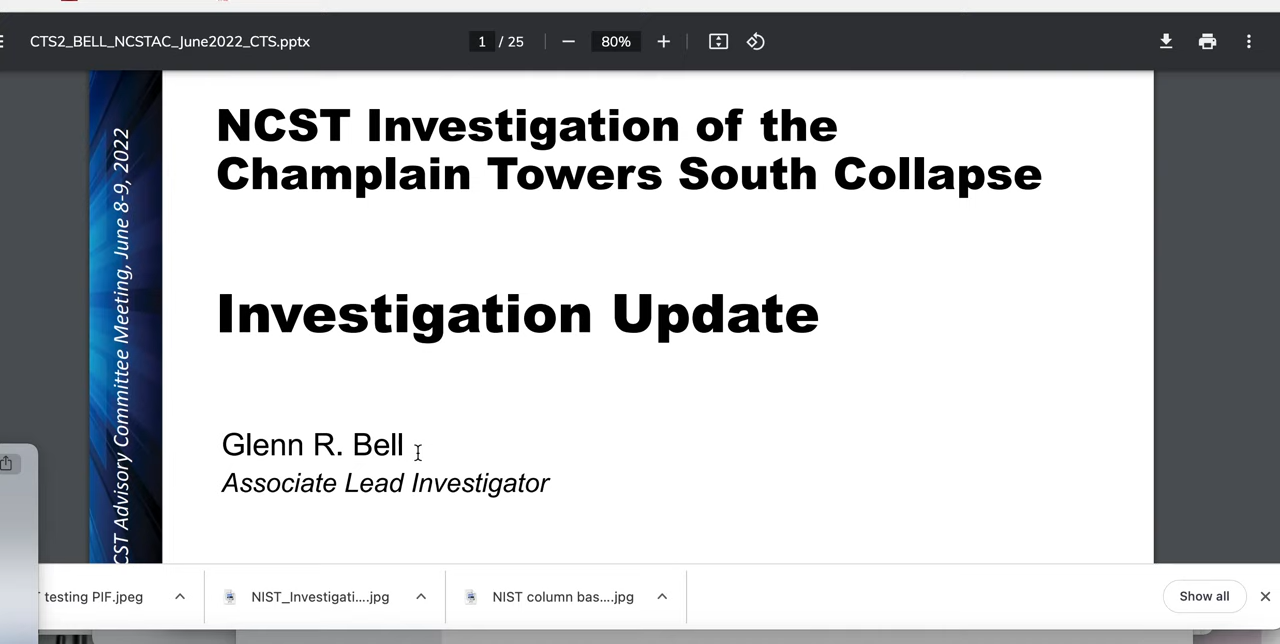 CTS2_BELL_NCSTAC_June2022_CTS.pptx
1 / 25
80%
CST Advisory Committee Meeting, June 8-9, 2022
NCST Investigation of the
Champlain Towers South Collapse
Investigation Update
Glenn R. Bell
Associate Lead Investigator
testing PIF.jpeg
NIST_Investigati....jpg
NIST column bas....jpg
Show all